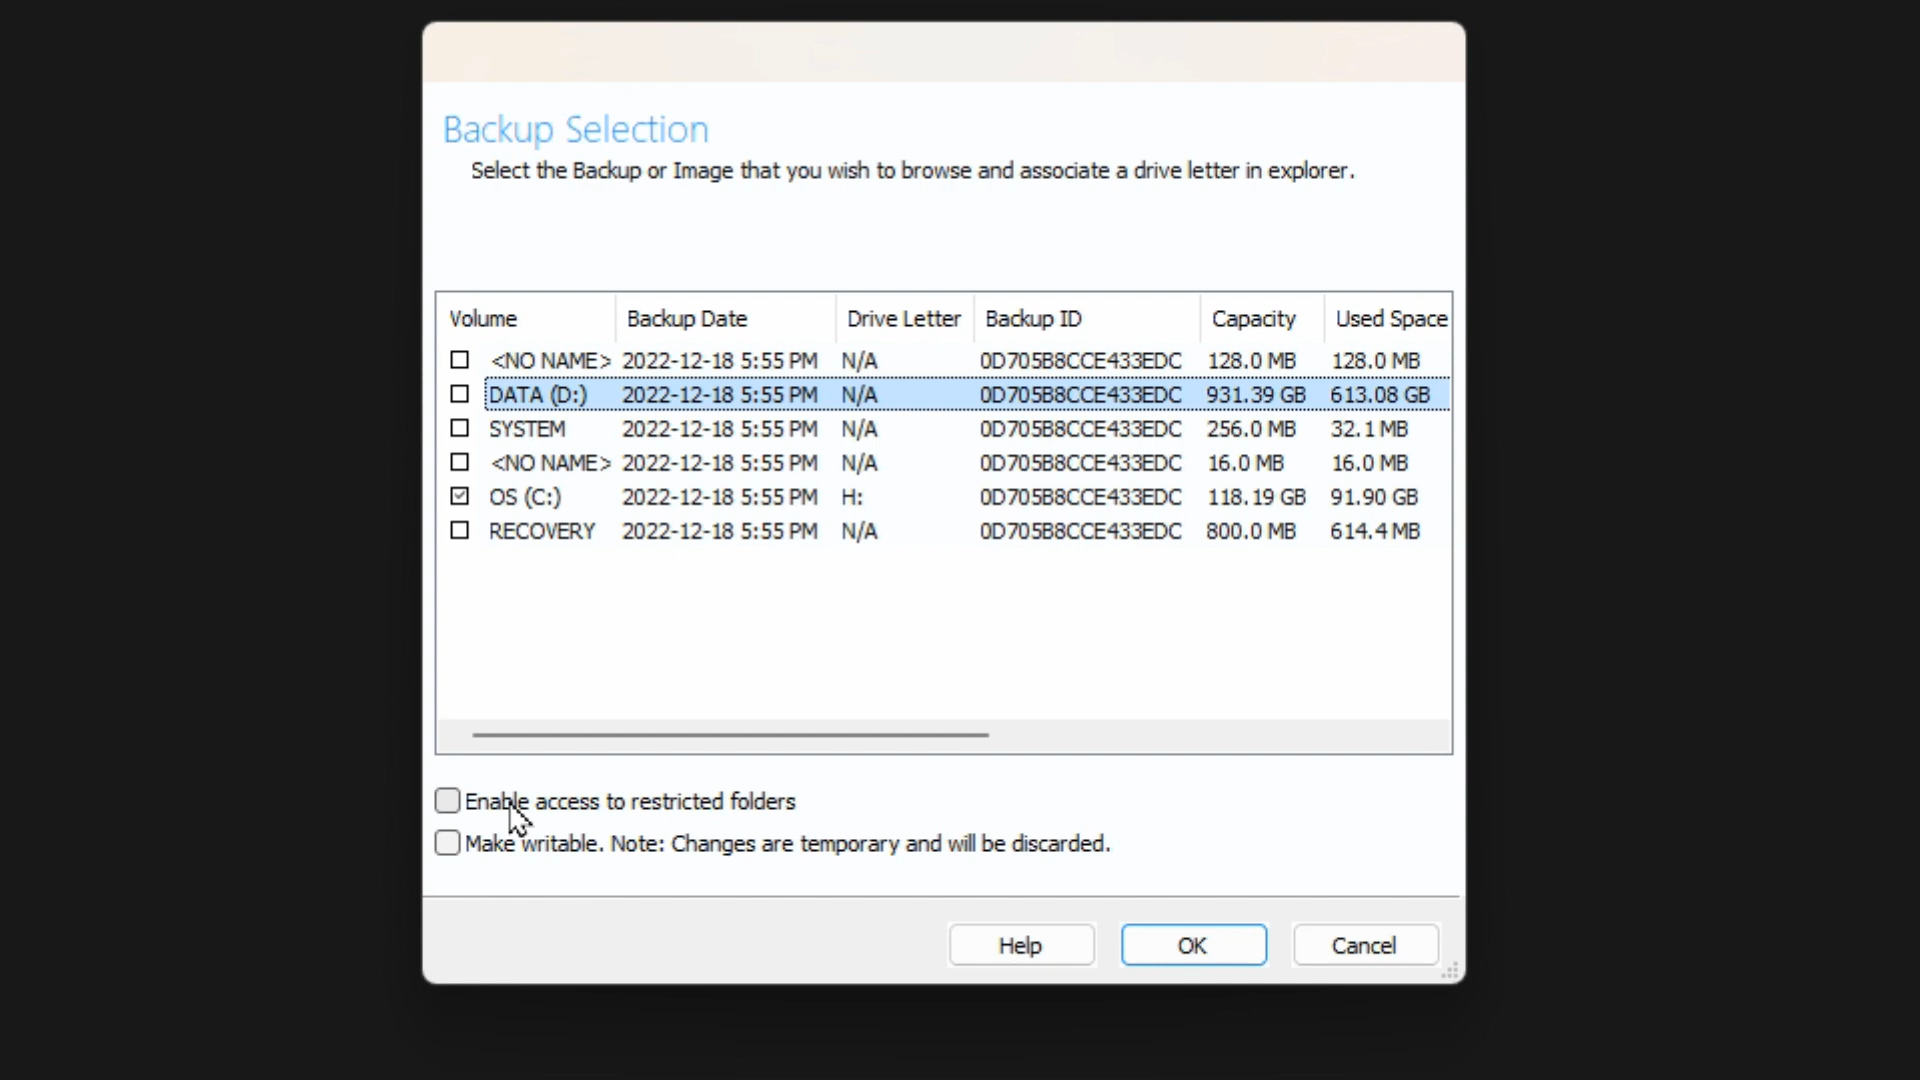 Backup Selection
Select the Backup or Image that you wish to browse and associate a drive letter in explorer.
Volume Backup Date Drive Letter Backup ID Capacity Used Space
<NO NAME> 2022-12-18 5:55 PM N/A 0D705B8CCE433EDC 128.0 MB 128.0 MB
DATA (D:) 2022-12-18 5:55 PM N/A 0D705B8CCE433EDC 931.39 GB 613.08 GB
SYSTEM 2022-12-18 5:55 PM N/A 0D705B8CCE433EDC 256.0 MB 32.1 MB
<NO NAME> 2022-12-18 5:55 PM N/A 0D705B8CCE433EDC 16.0 MB 16.0 MB
OS (C:) 2022-12-18 5:55 PM H: 0D705B8CCE433EDC 118.19 GB 91.90 GB
RECOVERY 2022-12-18 5:55 PM N/A 0D705B8CCE433EDC 800.0 MB 614.4 MB
Enable access to restricted folders
Make writable. Note: Changes are temporary and will be discarded.
Help OK Cancel